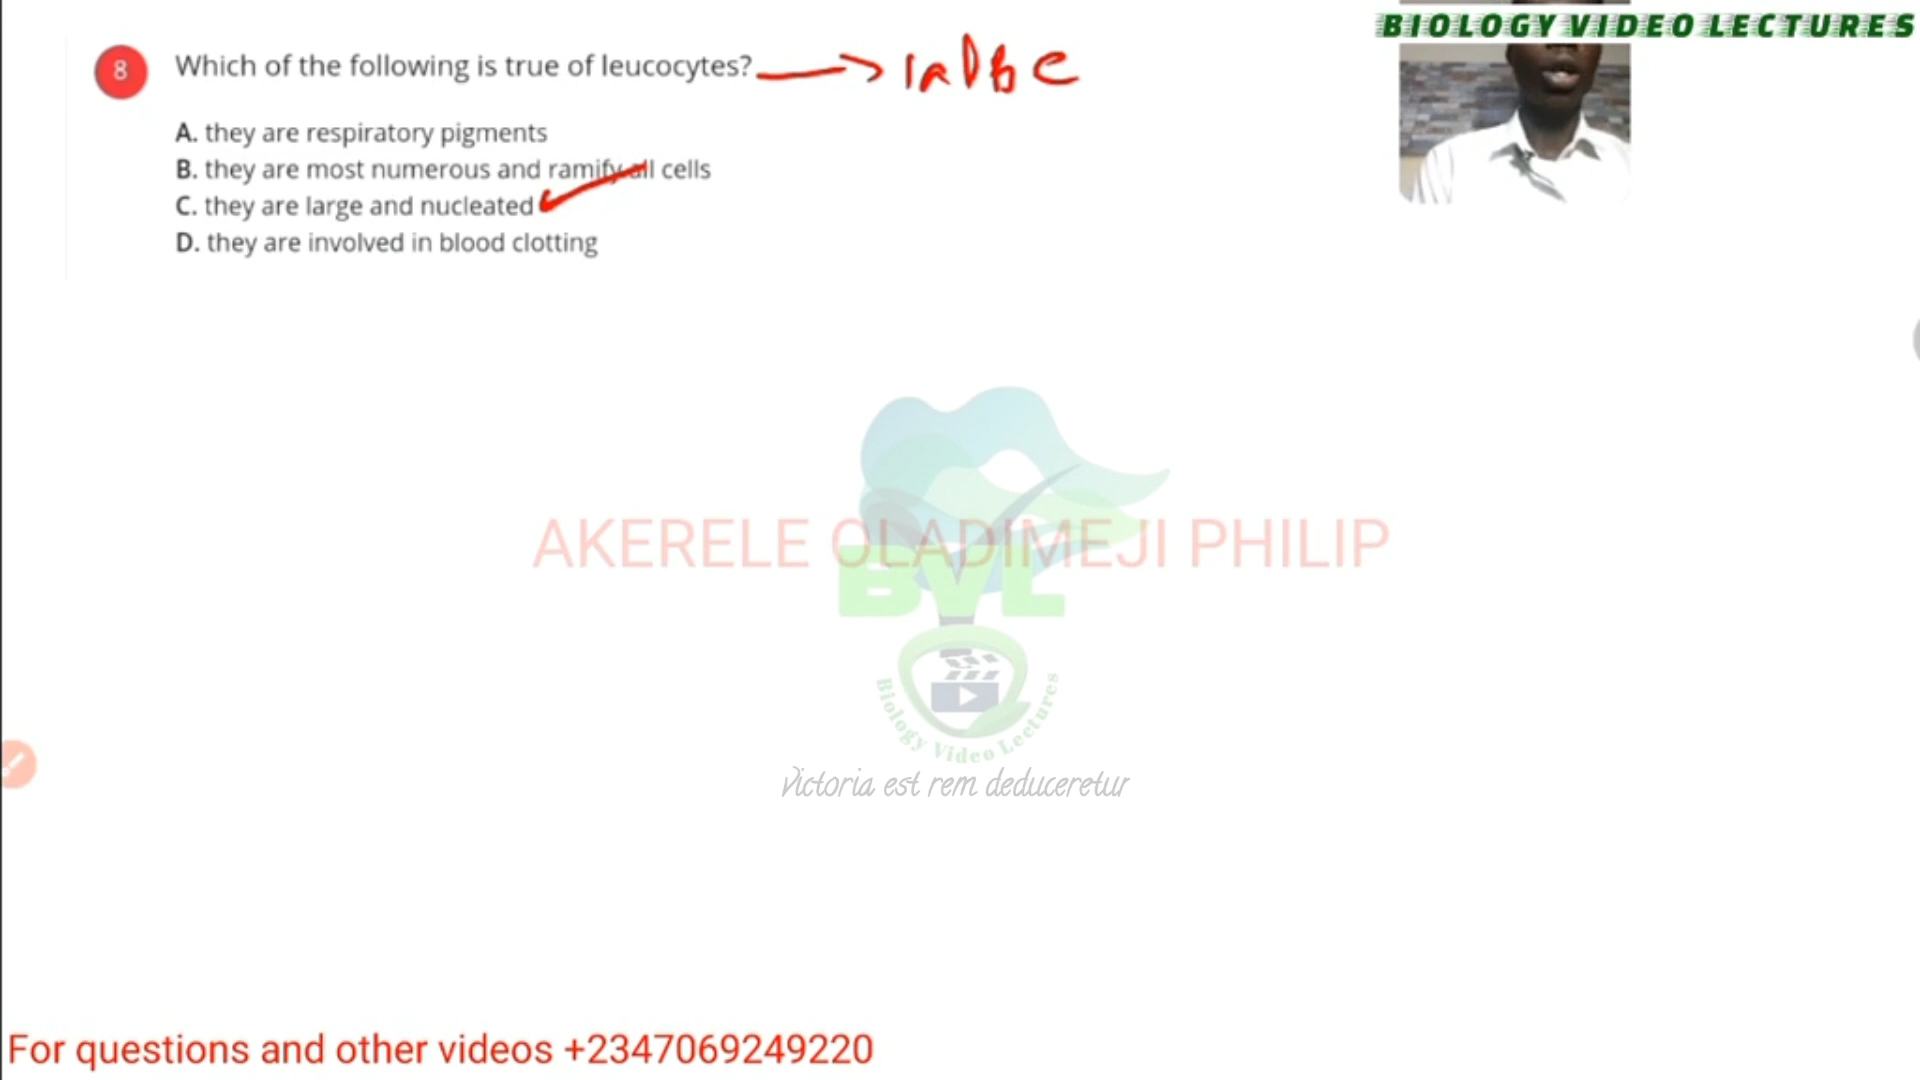 BIOLOGY VIDEO LECTURES
8 Which of the following is true of leucocytes?
A. they are respiratory pigments
B. they are most numerous and ramify all cells
C. they are large and nucleated
D. they are involved in blood clotting
AKERELE OLADIMEJI PHILIP
BVL
Biology Video Lectures
Victoria est rem deduceretur
For questions and other videos +2347069249220